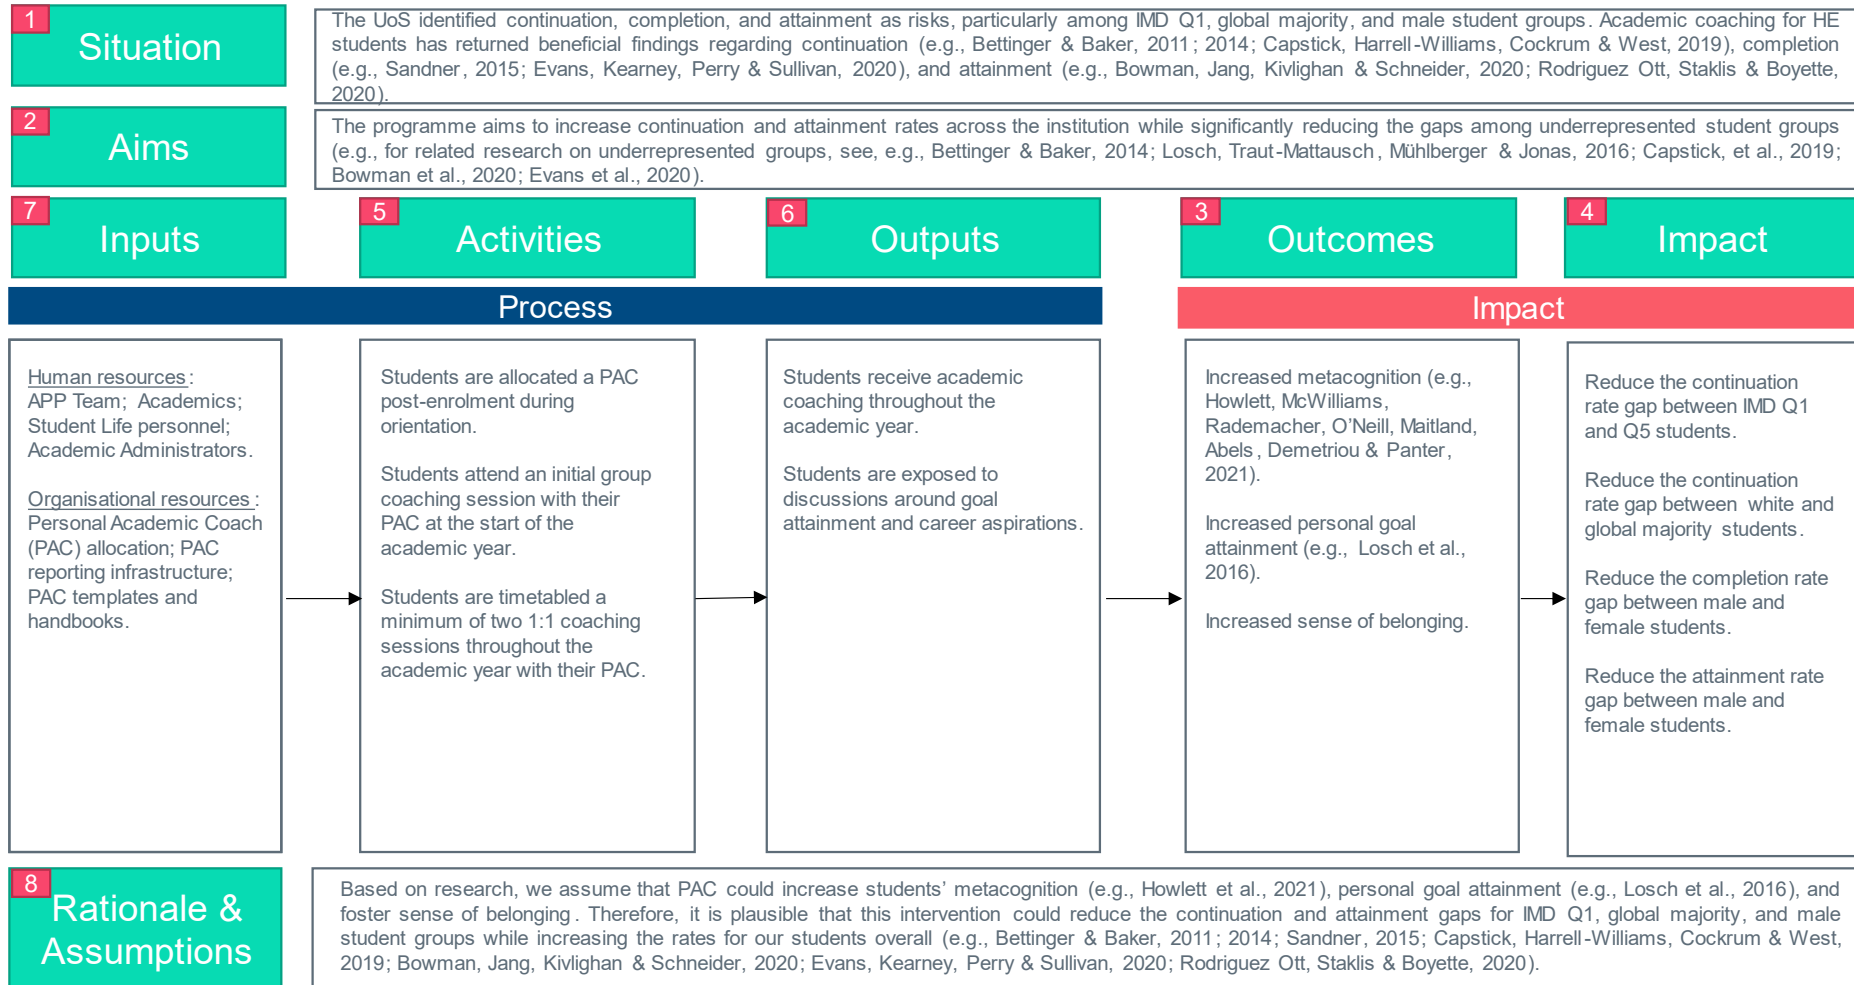 1
Situation
The UoS identified continuation, completion, and attainment as risks, particularly among IMD Q1, global majority, and male student groups. Academic coaching for HE
students has returned beneficial findings regarding continuation (e.g., Bettinger & Baker, 2011; 2014; Capstick, Harrell-Williams, Cockrum & West, 2019), completion
(e.g., Sandner, 2015; Evans, Kearney, Perry & Sullivan, 2020), and attainment (e.g., Bowman, Jang, Kivlighan & Schneider, 2020; Rodriguez Ott, Staklis & Boyette,
2020).
2
Aims
The programme aims to increase continuation and attainment rates across the institution while significantly reducing the gaps among underrepresented student groups
(e.g., for related research on underrepresented groups, see, e.g., Bettinger & Baker, 2014; Losch, Traut-Mattausch, Mühlberger & Jonas, 2016; Capstick, et al., 2019;
Bowman et al., 2020; Evans et al., 2020).
7
Inputs
5
Activities
6
Outputs
3
Outcomes
4
Impact
Process
Impact
Human resources:
APP Team; Academics;
Student Life personnel;
Academic Administrators.
Organisational resources:
Personal Academic Coach
(PAC) allocation; PAC
reporting infrastructure;
PAC templates and
handbooks.
Students are allocated a PAC
post-enrolment during
orientation.
Students attend an initial group
coaching session with their
PAC at the start of the
academic year.
Students are timetabled a
minimum of two 1:1 coaching
sessions throughout the
academic year with their PAC.
Students receive academic
coaching throughout the
academic year.
Students are exposed to
discussions around goal
attainment and career aspirations.
Increased metacognition (e.g.,
Howlett, McWilliams,
Rademacher, O'Neill, Maitland,
Abels, Demetriou & Panter,
2021).
Increased personal goal
attainment (e.g., Losch et al.,
2016).
Increased sense of belonging.
Reduce the continuation
rate gap between IMD Q1
and Q5 students.
Reduce the continuation
rate gap between white and
global majority students.
Reduce the completion rate
gap between male and
female students.
Reduce the attainment rate
gap between male and
female students.
8
Rationale &
Assumptions
Based on research, we assume that PAC could increase students' metacognition (e.g., Howlett et al., 2021), personal goal attainment (e.g., Losch et al., 2016), and
foster sense of belonging. Therefore, it is plausible that this intervention could reduce the continuation and attainment gaps for IMD Q1, global majority, and male
student groups while increasing the rates for our students overall (e.g., Bettinger & Baker, 2011; 2014; Sandner, 2015; Capstick, Harrell-Williams, Cockrum & West,
2019; Bowman, Jang, Kivlighan & Schneider, 2020; Evans, Kearney, Perry & Sullivan, 2020; Rodriguez Ott, Staklis & Boyette, 2020).